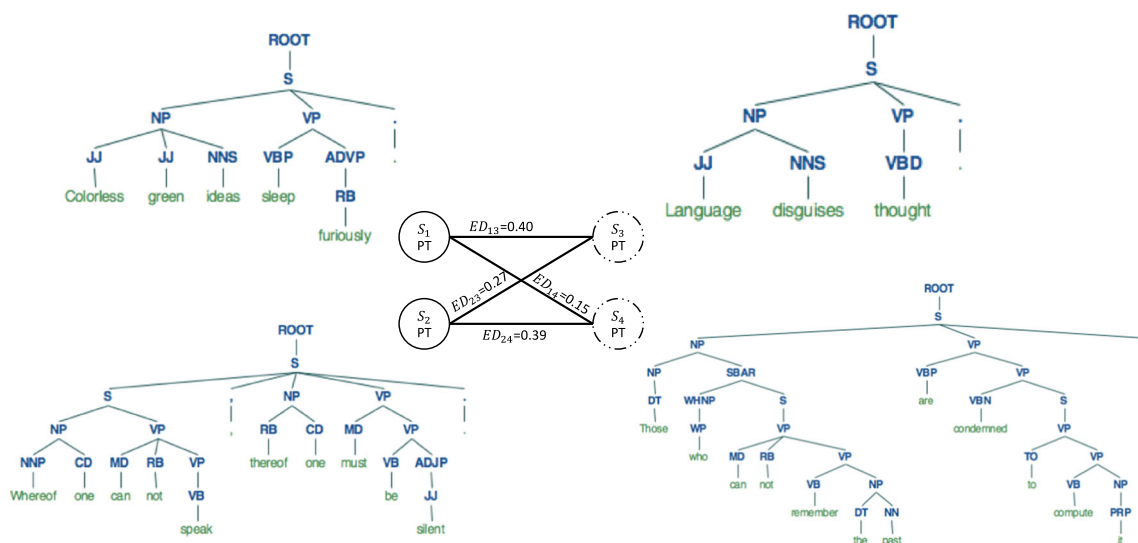 ROOT
S
NP VP .
JJ JJ NNS VBP ADVP
Colorless green ideas sleep RB
furiously
ROOT
S
NP VP .
JJ NNS VBD
Language disguises thought
S1 PT
S2 PT
S3 PT
S4 PT
ED13=0.40
ED23=0.27
ED14=0.15
ED24=0.39
ROOT
S
S : NP VP .
NP VP RB CD MD VP
NNP CD MD RB VP thereof one must VB ADJP
Whereof one can not VB be JJ
speak silent
ROOT
S
NP VP
NP SBAR VBP VP
DT WHNP S are VBN S
Those WP VP condemned VP
who MD RB VP TO VP
can not VB NP to VB NP
remember DT NN compute PRP
the past it